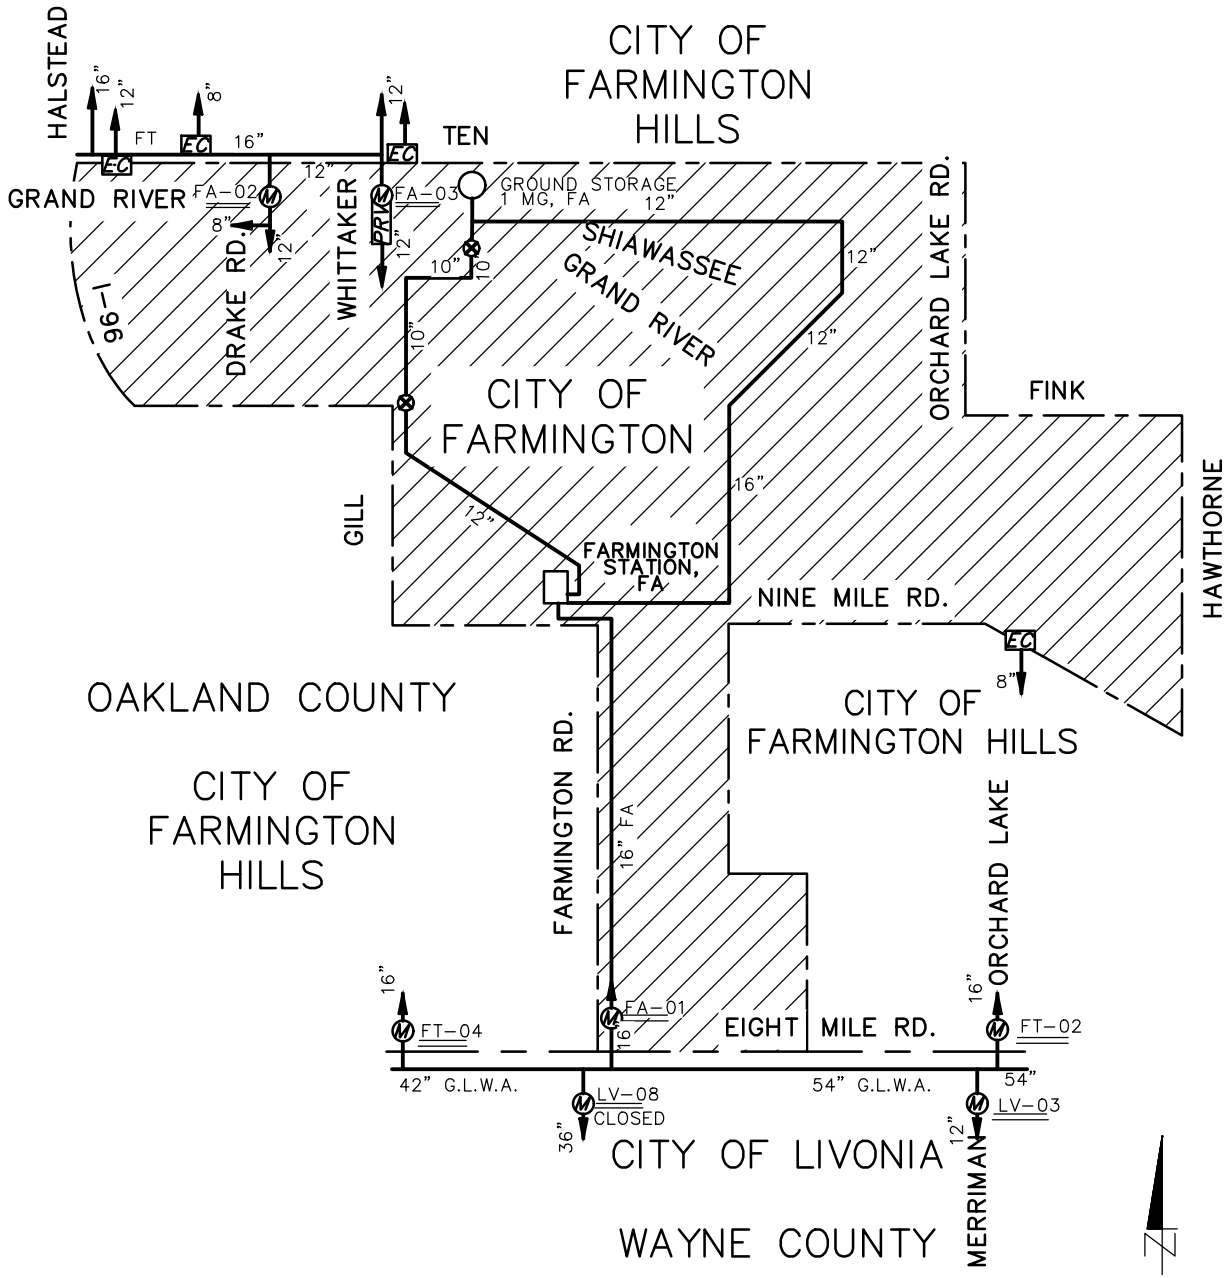 HALSTEAD
16"
12"
8"
12"
CITY OF
FARMINGTON
HILLS
FT
16"
EC
EC
EC
TEN
12"
GRAND RIVER
FA-02
M
M
FA-03
GROUND STORAGE
1 MG, FA
12"
8"
12"
PRV
12"
WHITTAKER
DRAKE RD.
I-96
10"
10"
10"
SHIAWASSEE
GRAND RIVER
12"
12"
ORCHARD LAKE RD.
FINK
CITY OF
FARMINGTON
16"
HAWTHORNE
GILL
12"
FARMINGTON
STATION,
FA
NINE MILE RD.
EC
8"
OAKLAND COUNTY
CITY OF
FARMINGTON HILLS
CITY OF
FARMINGTON
HILLS
FARMINGTON RD.
16" FA
ORCHARD LAKE
16"
M
FT-04
M
FA-01
16"
EIGHT MILE RD.
16"
M
FT-02
42" G.L.W.A.
54" G.L.W.A.
54"
M
LV-08
CLOSED
36"
M
LV-03
12"
CITY OF LIVONIA
MERRIMAN
WAYNE COUNTY
N